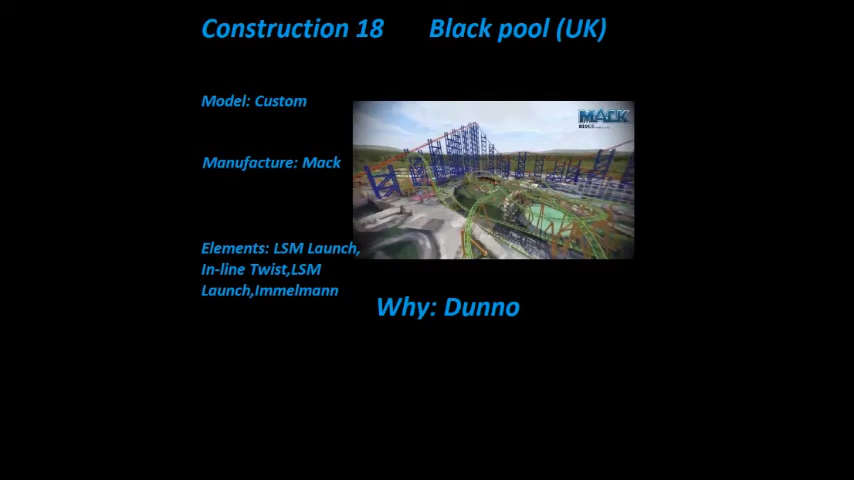 Construction 18 Black pool (UK)
Model: Custom
MACK
Manufacture: Mack
Elements: LSM Launch,
In-line Twist,LSM
Launch,Immelmann
Why: Dunno